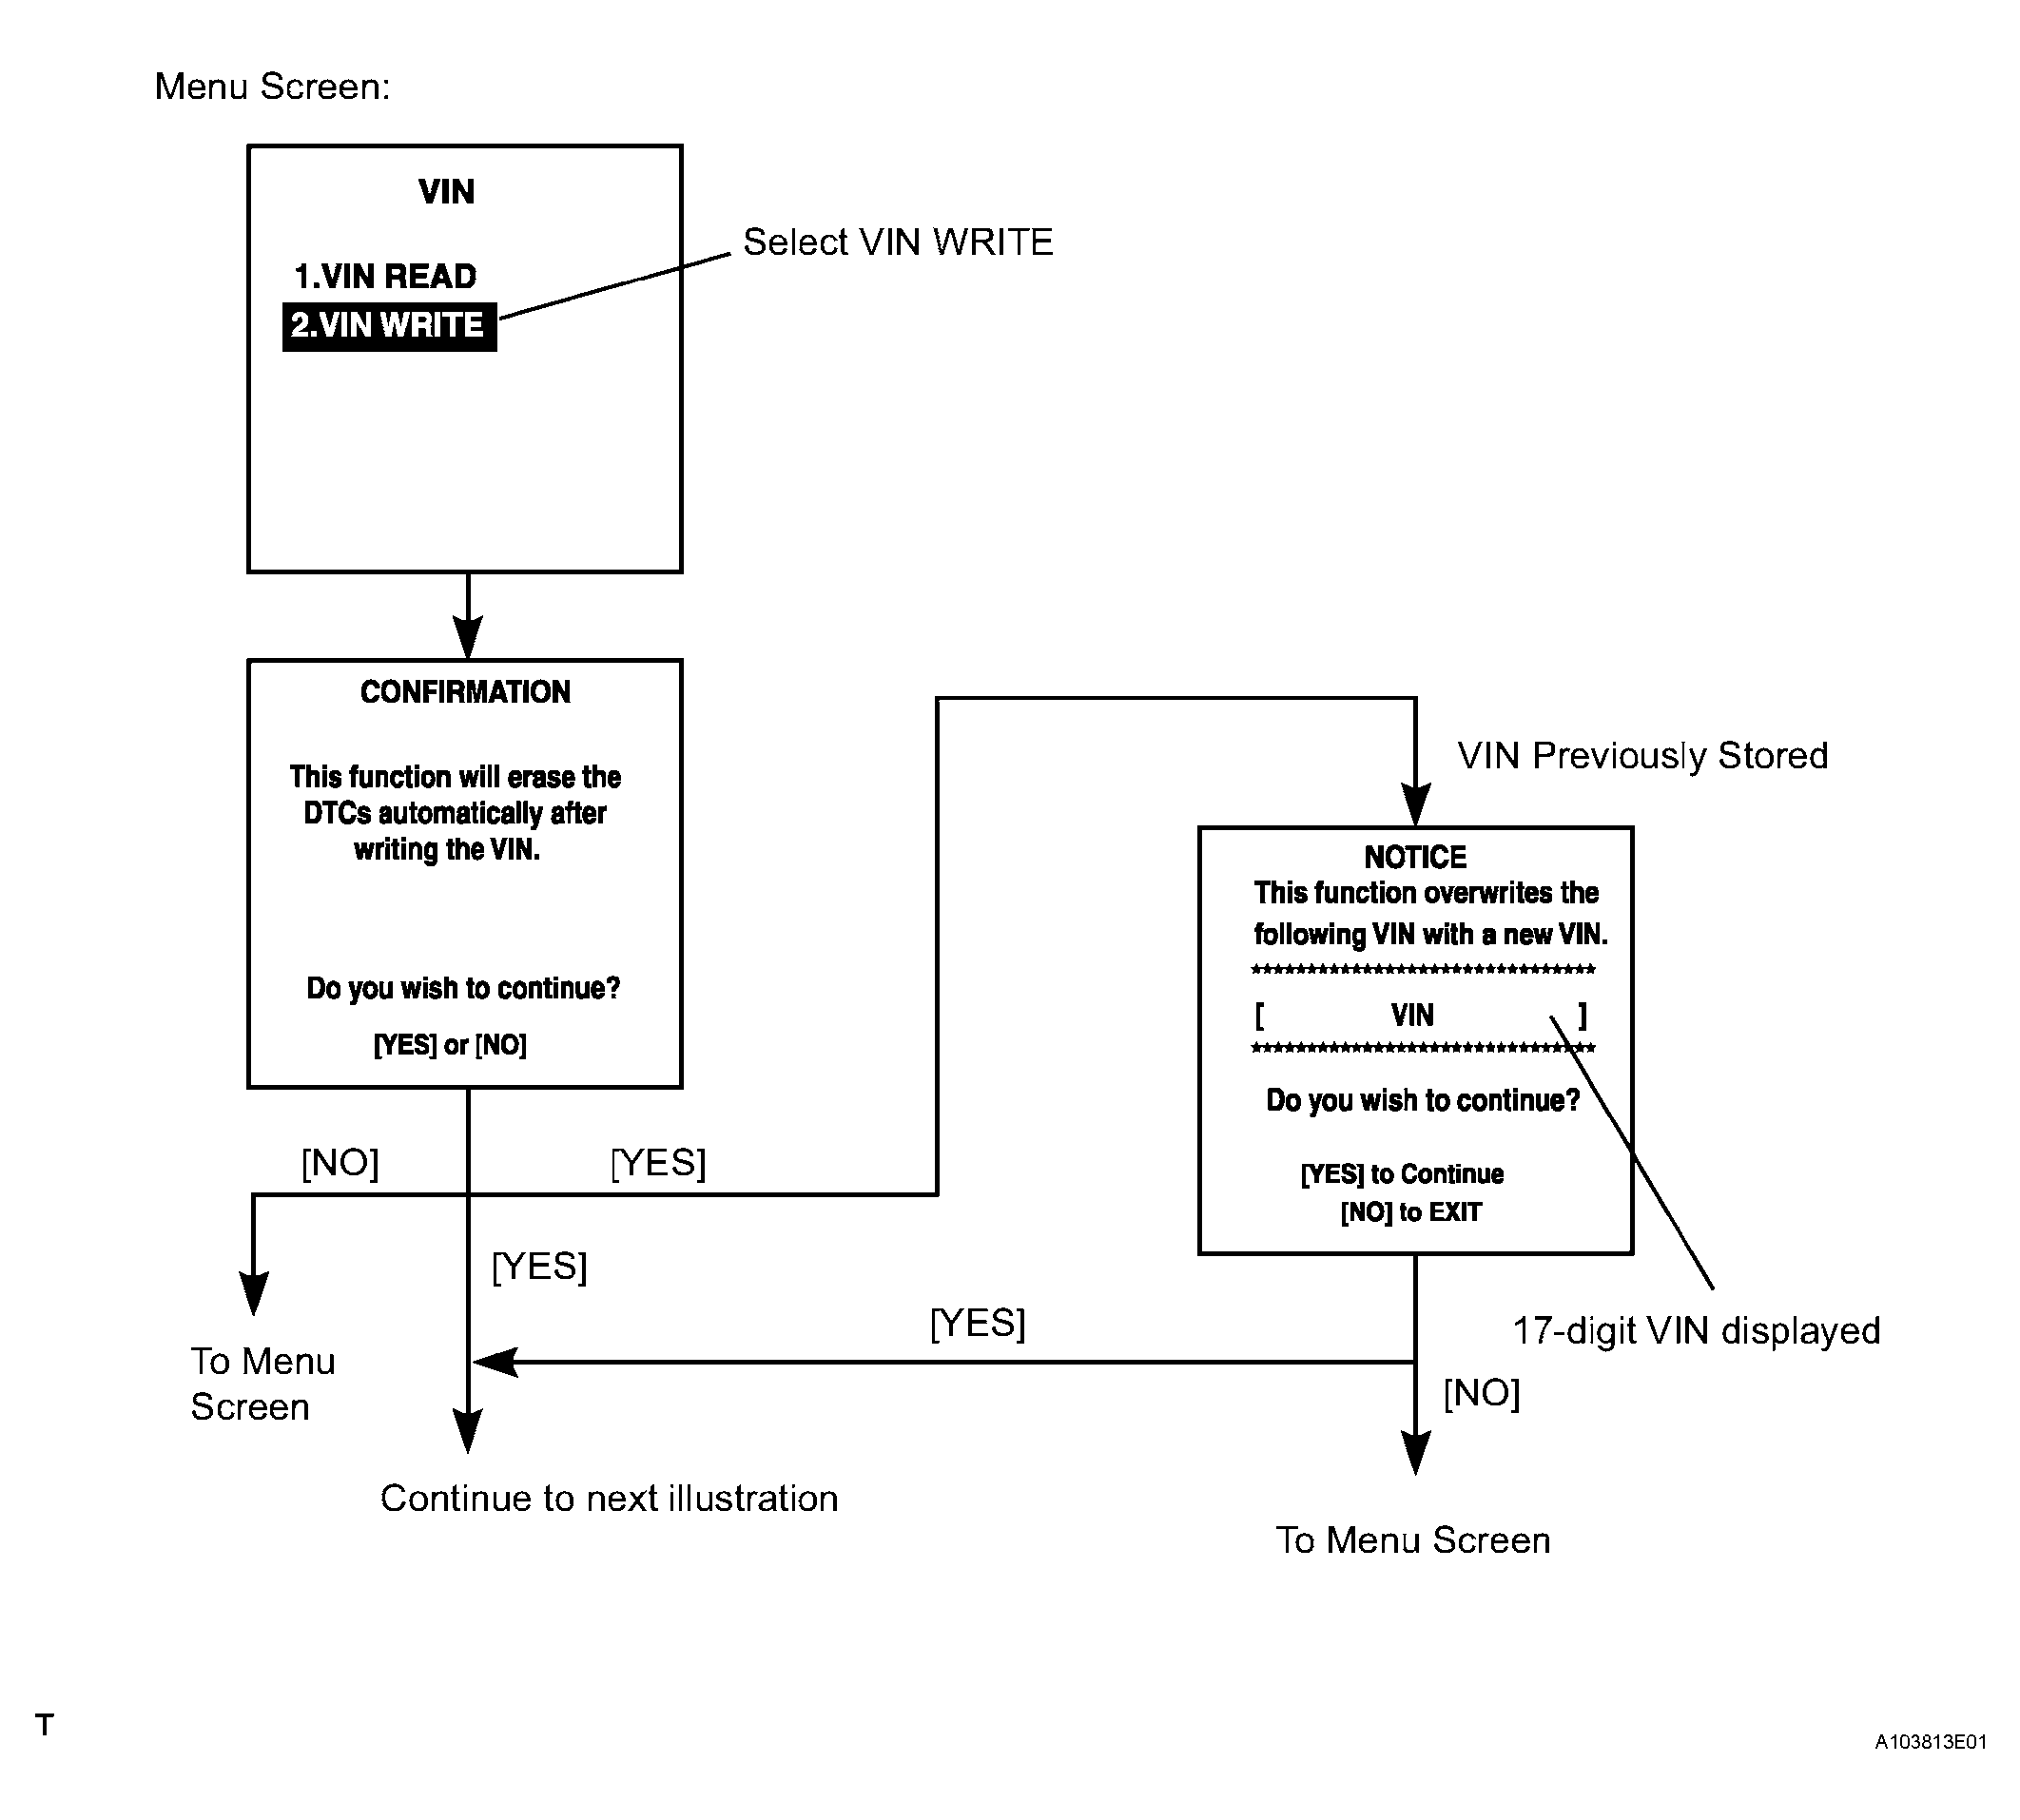 Menu Screen:
VIN
1.VIN READ
2.VIN WRITE
Select VIN WRITE
CONFIRMATION
This function will erase the
DTCs automatically after
writing the VIN.
Do you wish to continue?
[YES] or [NO]
VIN Previously Stored
NOTICE
This function overwrites the
following VIN with a new VIN.
*******************************
[ VIN ]
*******************************
Do you wish to continue?
[YES] to Continue
[NO] to EXIT
[NO]
[YES]
[YES]
[YES]
17-digit VIN displayed
To Menu
Screen
[NO]
Continue to next illustration
To Menu Screen
T
A103813E01